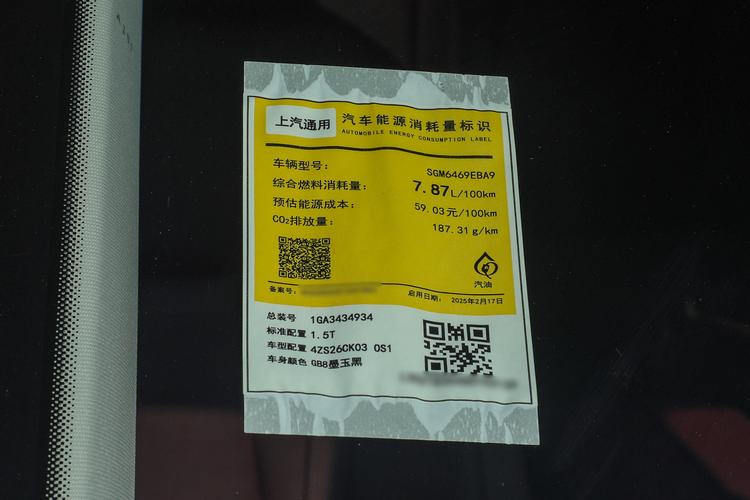 上汽通用 汽车能源消耗量标识
AUTOMOBILE ENERGY CONSUMPTION LABEL
车辆型号: SGM6469EBA9
综合燃料消耗量: 7.87L/100km
预估能源成本: 59.03元/100km
CO₂排放量: 187.31 g/km
汽油
备案号: 启用日期: 2025年2月17日
总装号 1GA3434934
标准配置 1.5T
车型配置 4ZS26CK03 0S1
车身颜色 GB8墨玉黑